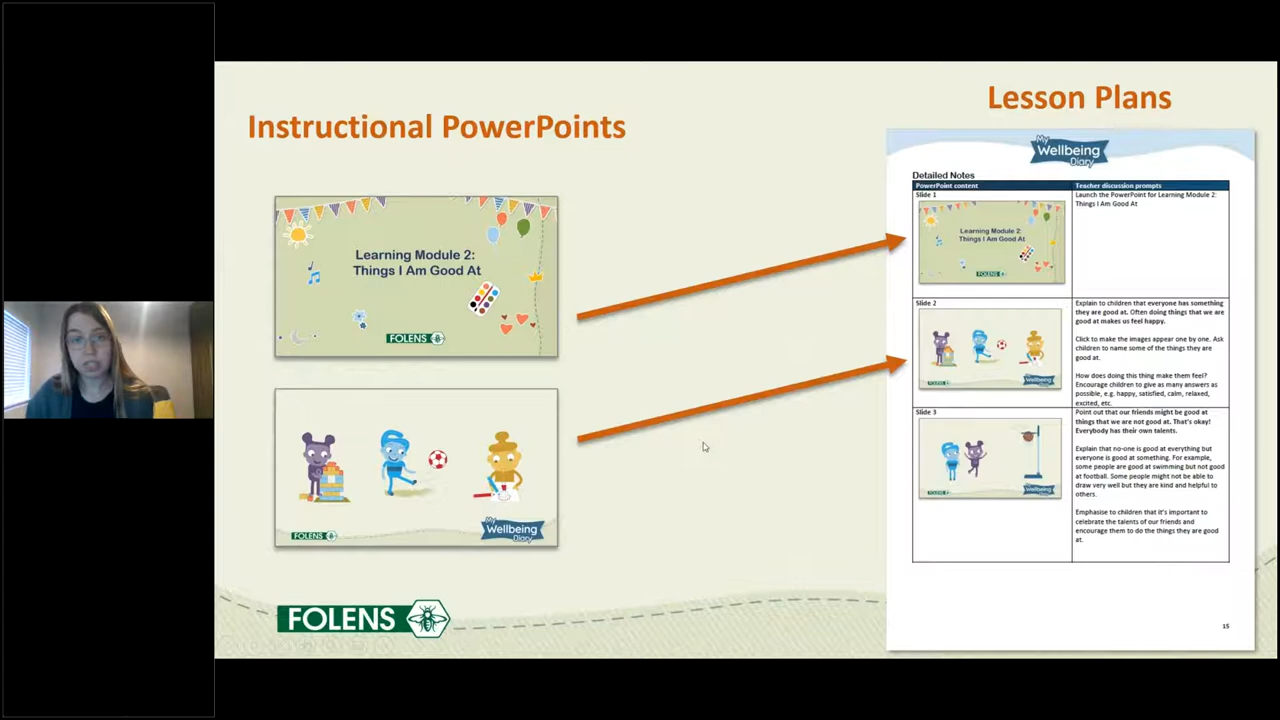 Instructional PowerPoints
Learning Module 2:
Things I Am Good At
FOLENS
FOLENS
My
Wellbeing
Diary
FOLENS
Lesson Plans
My
Wellbeing
Diary
Detailed Notes
PowerPoint content
Teacher discussion prompts
Slide 1
Learning Module 2:
Things I Am Good At
FOLENS
Launch the PowerPoint for Learning Module 2:
Things I Am Good At
Slide 2
FOLENS
Wellbeing
Explain to children that everyone has something
they are good at. Often doing things that we are
good at makes us feel happy.
Click to make the images appear one by one. Ask
children to name some of the things they are
good at.
How does doing this thing make them feel?
Encourage children to give as many answers as
possible, e.g. happy, satisfied, calm, relaxed,
excited, etc.
Slide 3
FOLENS
Wellbeing
Point out that our friends might be good at
things that we are not good at. That's okay!
Everybody has their own talents.
Explain that no-one is good at everything but
everyone is good at something. For example,
some people are good at swimming but not good
at football. Some people might not be able to
draw very well but they are kind and helpful to
others.
Emphasise to children that it's important to
celebrate the talents of our friends and
encourage them to do the things they are good
at.
15